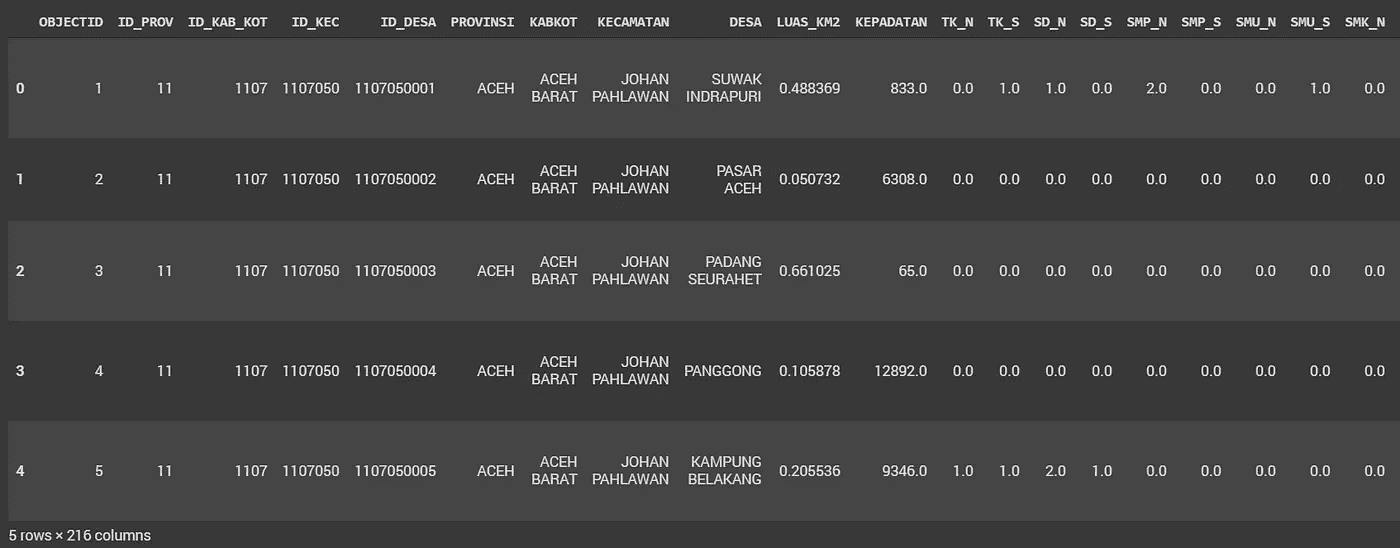 OBJECTID ID_PROV ID_KAB_KOT ID_KEC ID_DESA PROVINSI KABKOT KECAMATAN DESA LUAS_KM2 KEPADATAN TK_N TK_S SD_N SD_S SMP_N SMP_S SMU_N SMU_S SMK_N
0 1 11 1107 1107050 1107050001 ACEH ACEH BARAT JOHAN PAHLAWAN SUWAK INDRAPURI 0.488369 833.0 0.0 1.0 1.0 0.0 2.0 0.0 0.0 1.0 0.0
1 2 11 1107 1107050 1107050002 ACEH ACEH BARAT JOHAN PAHLAWAN PASAR ACEH 0.050732 6308.0 0.0 0.0 0.0 0.0 0.0 0.0 0.0 0.0 0.0
2 3 11 1107 1107050 1107050003 ACEH ACEH BARAT JOHAN PAHLAWAN PADANG SEURAHET 0.661025 65.0 0.0 0.0 0.0 0.0 0.0 0.0 0.0 0.0 0.0
3 4 11 1107 1107050 1107050004 ACEH ACEH BARAT JOHAN PAHLAWAN PANGGONG 0.105878 12892.0 0.0 0.0 0.0 0.0 0.0 0.0 0.0 0.0 0.0
4 5 11 1107 1107050 1107050005 ACEH ACEH BARAT JOHAN PAHLAWAN KAMPUNG BELAKANG 0.205536 9346.0 1.0 1.0 2.0 1.0 0.0 0.0 0.0 0.0 0.0
5 rows × 216 columns